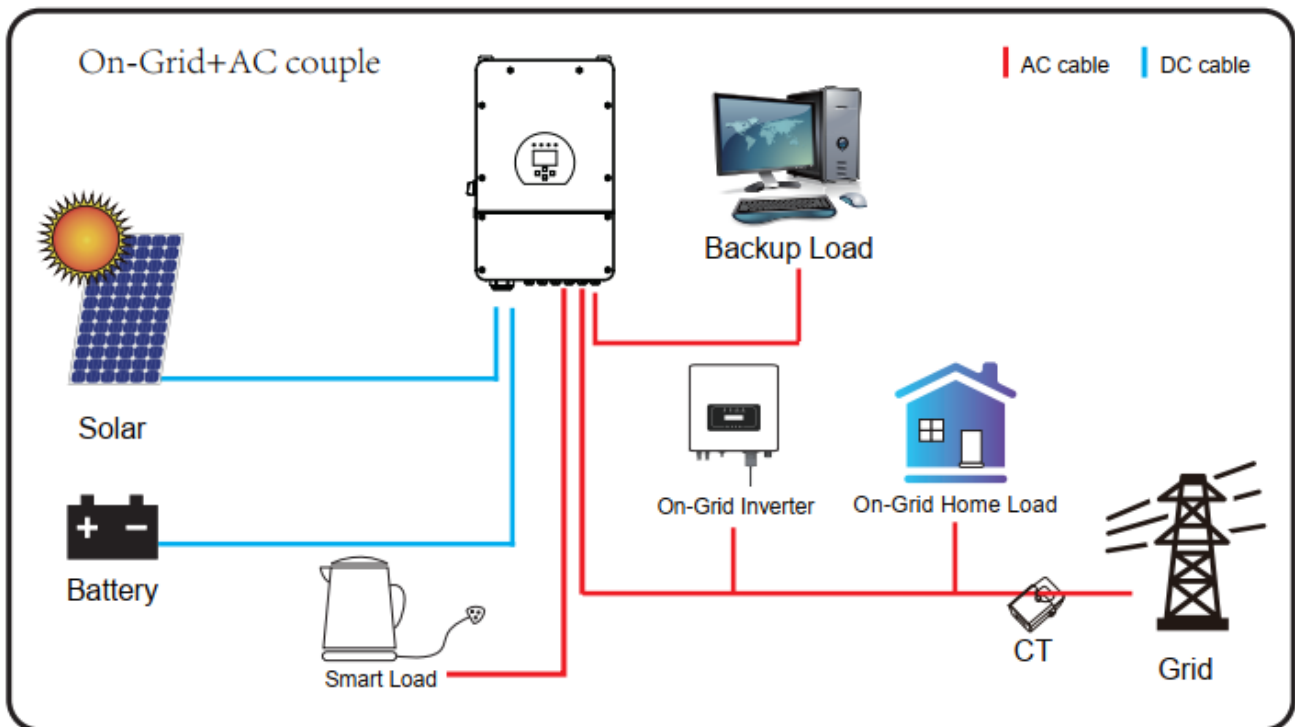 On-Grid+AC couple
AC cable
DC cable
Backup Load
Solar
On-Grid Inverter
On-Grid Home Load
Battery
Smart Load
CT
Grid